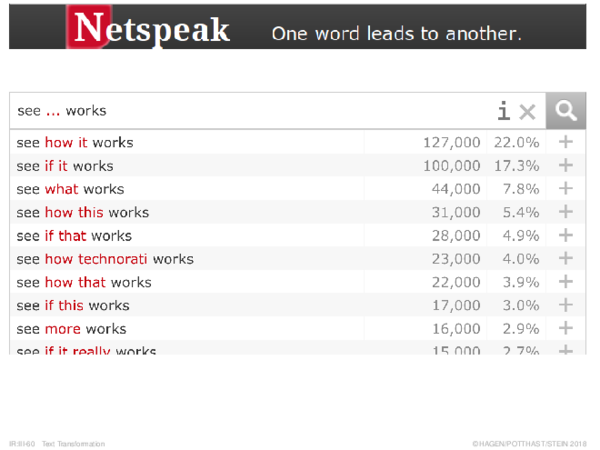 Netspeak One word leads to another.
see ... works i
see how it works 127,000 22.0% +
see if it works 100,000 17.3% +
see what works 44,000 7.8% +
see how this works 31,000 5.4% +
see if that works 28,000 4.9% +
see how technorati works 23,000 4.0% +
see how that works 22,000 3.9% +
see if this works 17,000 3.0% +
see more works 16,000 2.9% +
see if it really works 15,000 2.7% +
IR:III-60 Text Transformation ©HAGEN/POTTHAST/STEIN 2018